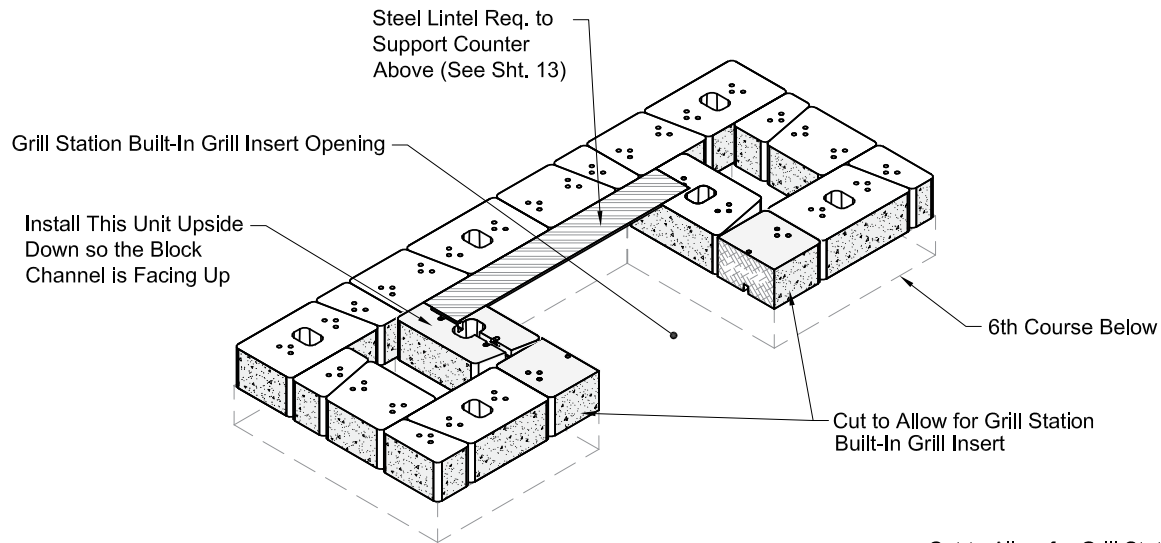 Steel Lintel Req. to
Support Counter
Above (See Sht. 13)
Grill Station Built-In Grill Insert Opening
Install This Unit Upside
Down so the Block
Channel is Facing Up
6th Course Below
Cut to Allow for Grill Station
Built-In Grill Insert